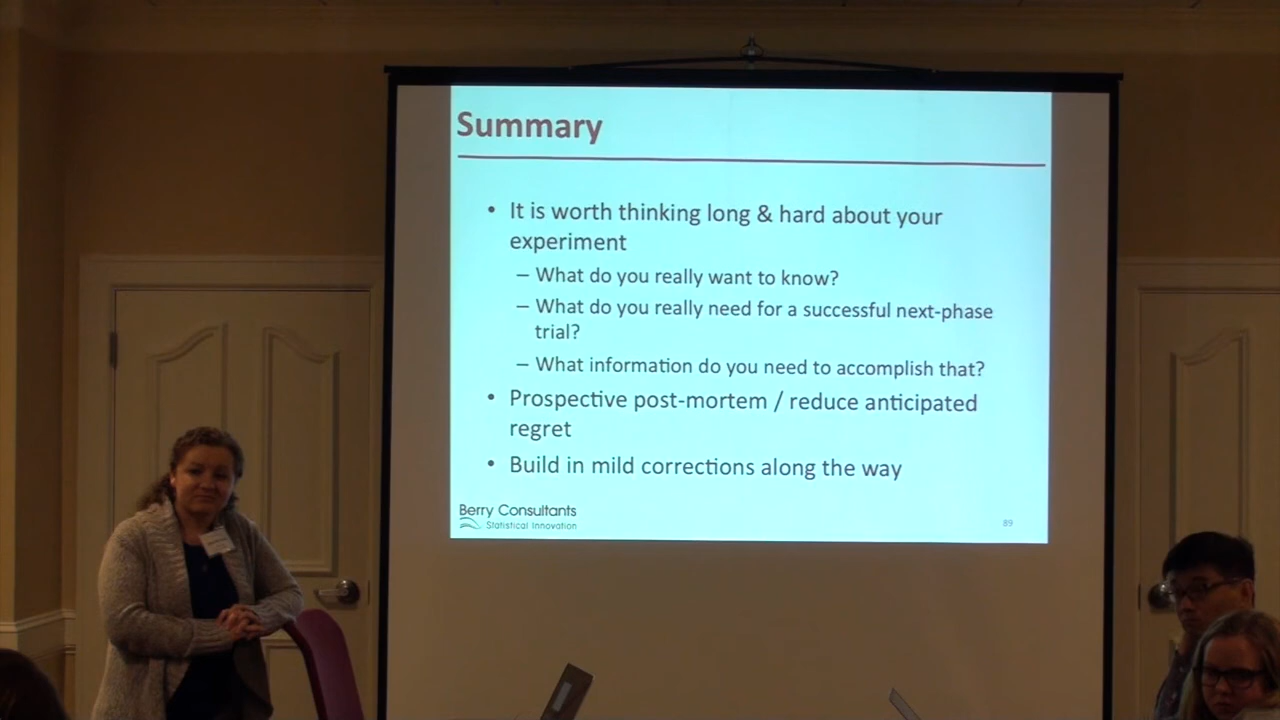 Summary
• It is worth thinking long & hard about your
experiment
– What do you really want to know?
– What do you really need for a successful next-phase
trial?
– What information do you need to accomplish that?
• Prospective post-mortem / reduce anticipated
regret
• Build in mild corrections along the way
Berry Consultants
Statistical Innovation
89